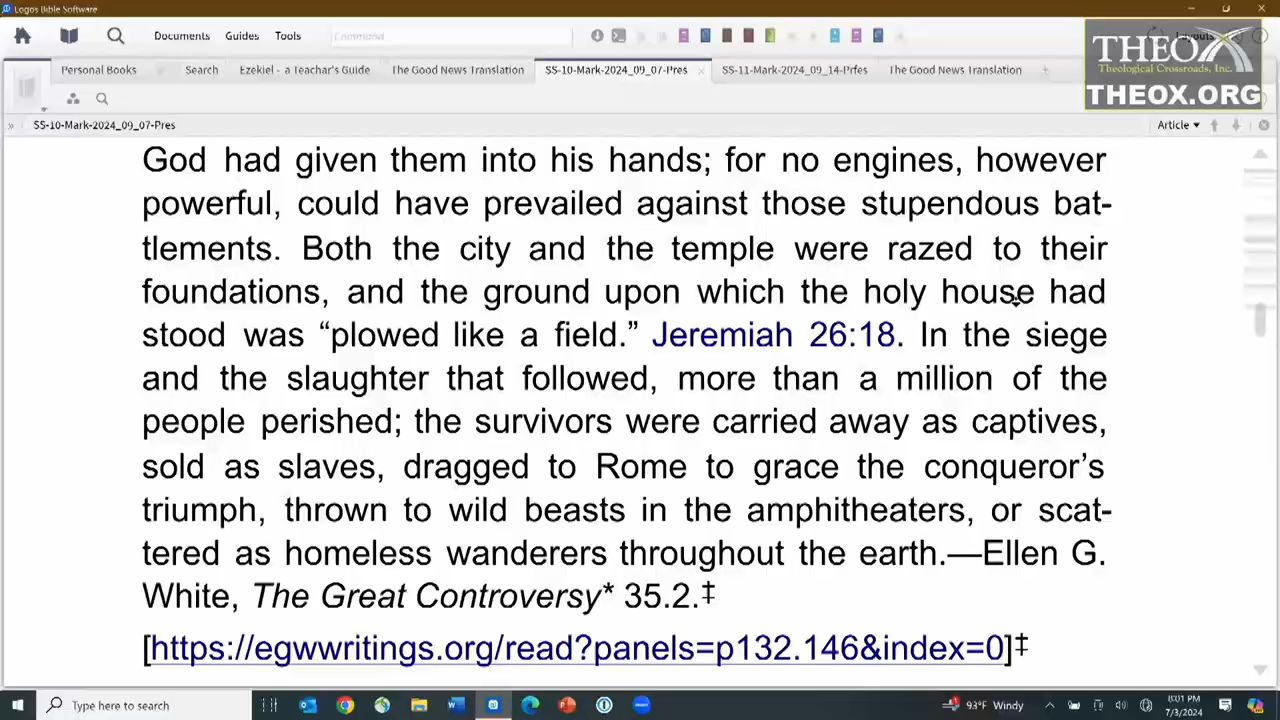 Logos Bible Software
Documents Guides Tools Command
THEOX
Theological Crossroads, Inc.
THEOX.ORG
Personal Books Search Ezekiel - a Teacher's Guide SS-10-Mark-2024_09_07-Pres SS-11-Mark-2024_09_14-Prfes The Good News Translation
SS-10-Mark-2024_09_07-Pres Article
God had given them into his hands; for no engines, however
powerful, could have prevailed against those stupendous bat-
tlements. Both the city and the temple were razed to their
foundations, and the ground upon which the holy house had
stood was “plowed like a field.” Jeremiah 26:18. In the siege
and the slaughter that followed, more than a million of the
people perished; the survivors were carried away as captives,
sold as slaves, dragged to Rome to grace the conqueror’s
triumph, thrown to wild beasts in the amphitheaters, or scat-
tered as homeless wanderers throughout the earth.—Ellen G.
White, The Great Controversy* 35.2.‡
[https://egwwritings.org/read?panels=p132.146&index=0]‡
Type here to search 93°F Windy 8:01 PM
7/3/2024